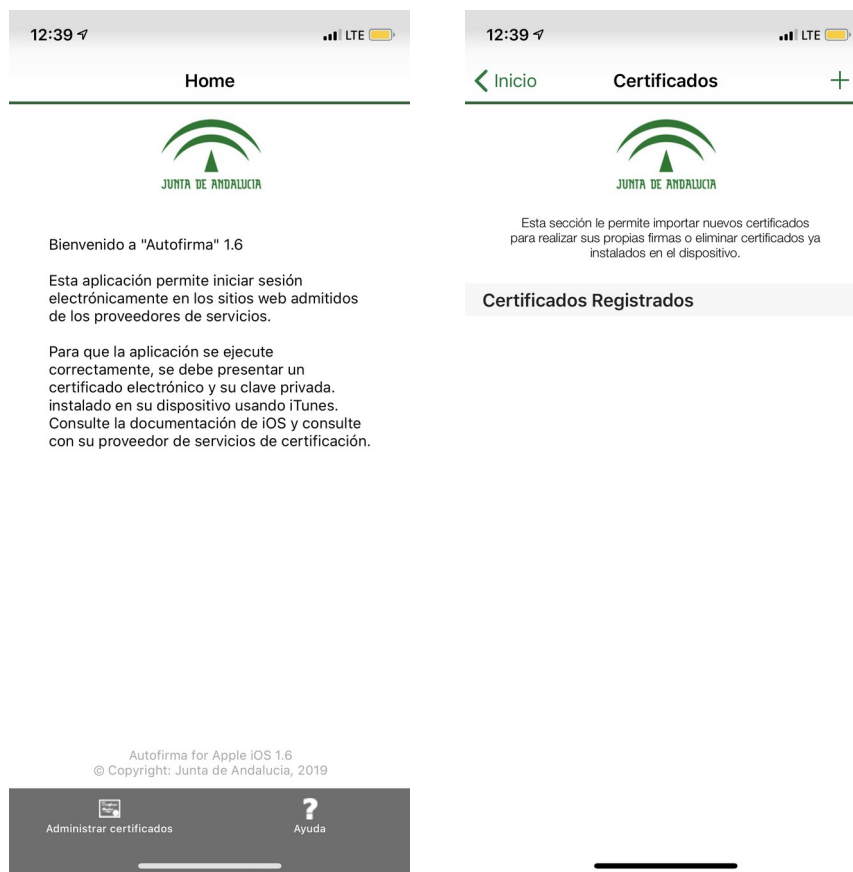 12:39
LTE
Home
JUNTA DE ANDALUCIA
Bienvenido a "Autofirma" 1.6
Esta aplicación permite iniciar sesión
electrónicamente en los sitios web admitidos
de los proveedores de servicios.
Para que la aplicación se ejecute
correctamente, se debe presentar un
certificado electrónico y su clave privada.
instalado en su dispositivo usando iTunes.
Consulte la documentación de iOS y consulte
con su proveedor de servicios de certificación.
Autofirma for Apple iOS 1.6
© Copyright: Junta de Andalucia, 2019
Administrar certificados
Ayuda
12:39
LTE
Inicio
Certificados
JUNTA DE ANDALUCIA
Esta sección le permite importar nuevos certificados
para realizar sus propias firmas o eliminar certificados ya
instalados en el dispositivo.
Certificados Registrados